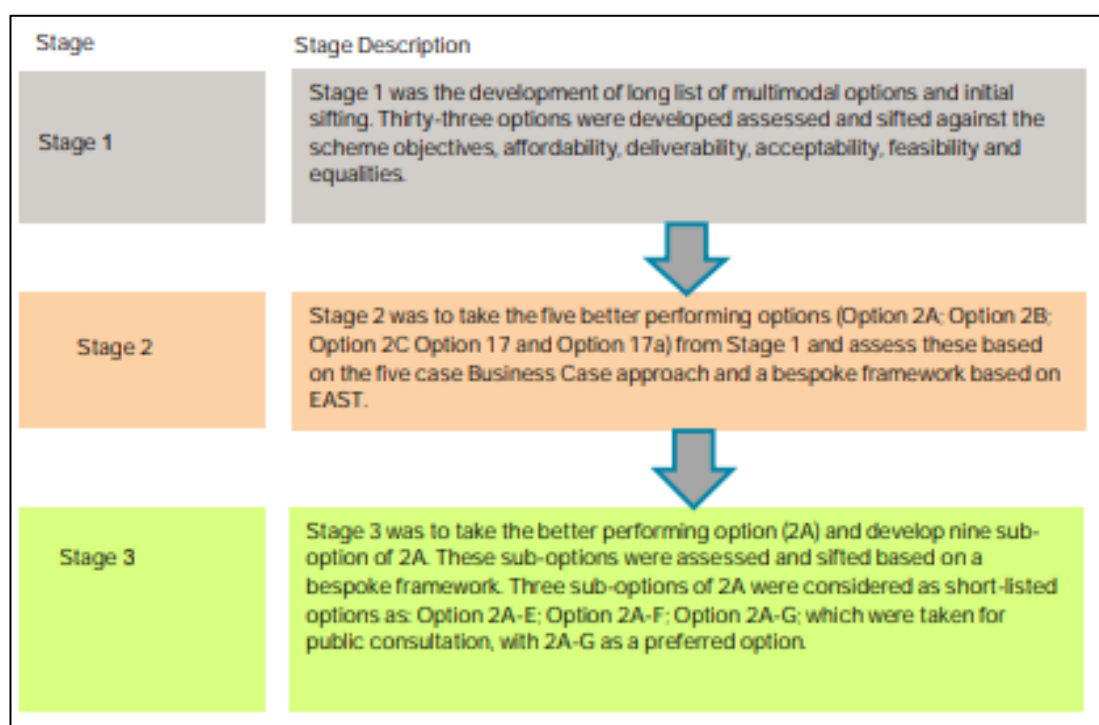 Stage
Stage Description
Stage 1
Stage 1 was the development of long list of multimodal options and initial
sifting. Thirty-three options were developed assessed and sifted against the
scheme objectives, affordability, deliverability, acceptability, feasibility and
equalities.
Stage 2
Stage 2 was to take the five better performing options (Option 2A; Option 2B;
Option 2C Option 17 and Option 17a) from Stage 1 and assess these based
on the five case Business Case approach and a bespoke framework based on
EAST.
Stage 3
Stage 3 was to take the better performing option (2A) and develop nine sub-
option of 2A. These sub-options were assessed and sifted based on a
bespoke framework. Three sub-options of 2A were considered as short-listed
options as: Option 2A-E; Option 2A-F; Option 2A-G; which were taken for
public consultation, with 2A-G as a preferred option.